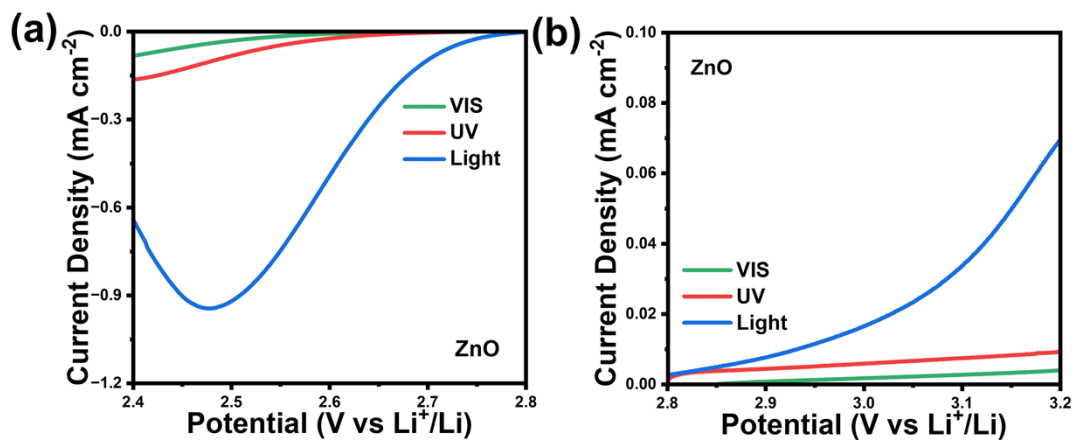 (a)
Current Density (mA cm⁻²)
0.0
−0.3
−0.6
−0.9
−1.2
VIS
UV
Light
ZnO
2.4 2.5 2.6 2.7 2.8
Potential (V vs Li⁺/Li)
(b)
Current Density (mA cm⁻²)
0.10
0.08
0.06
0.04
0.02
0.00
ZnO
VIS
UV
Light
2.8 2.9 3.0 3.1 3.2
Potential (V vs Li⁺/Li)